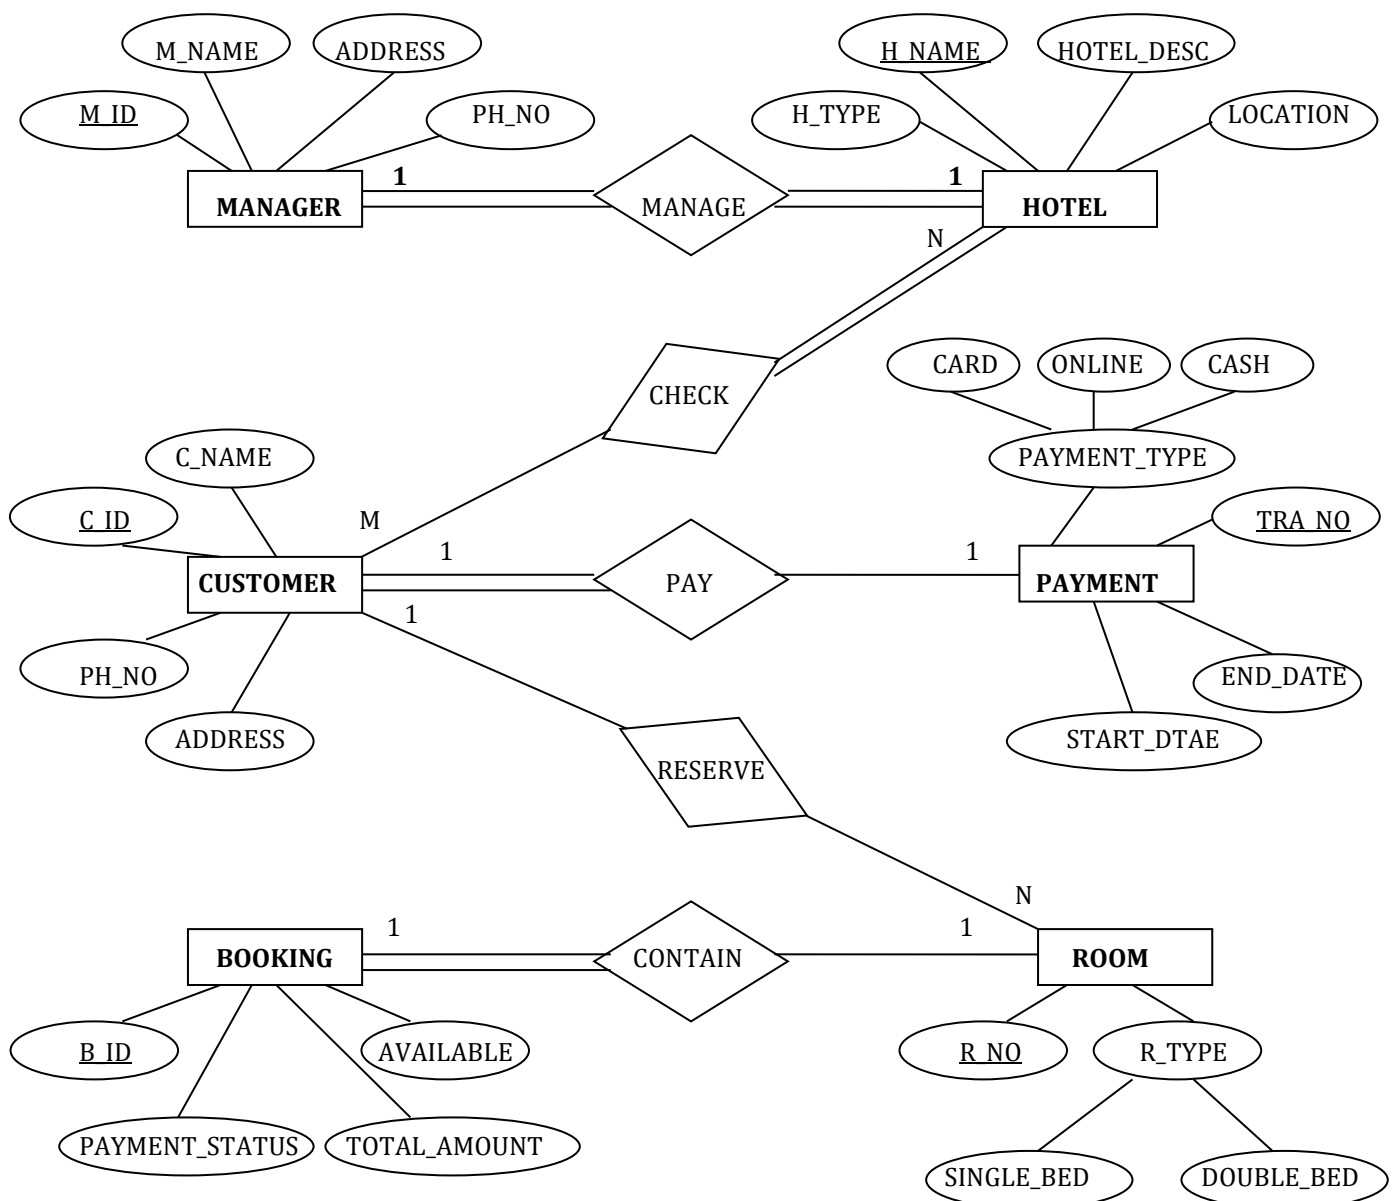 M_NAME
ADDRESS
H_NAME
HOTEL_DESC
M_ID
PH_NO
H_TYPE
LOCATION
1
1
MANAGER
MANAGE
HOTEL
N
CARD
ONLINE
CASH
CHECK
C_NAME
PAYMENT_TYPE
C_ID
M
TRA_NO
1
1
CUSTOMER
PAY
PAYMENT
1
PH_NO
END_DATE
ADDRESS
START_DTAE
RESERVE
N
1
1
BOOKING
CONTAIN
ROOM
B_ID
AVAILABLE
R_NO
R_TYPE
PAYMENT_STATUS
TOTAL_AMOUNT
SINGLE_BED
DOUBLE_BED